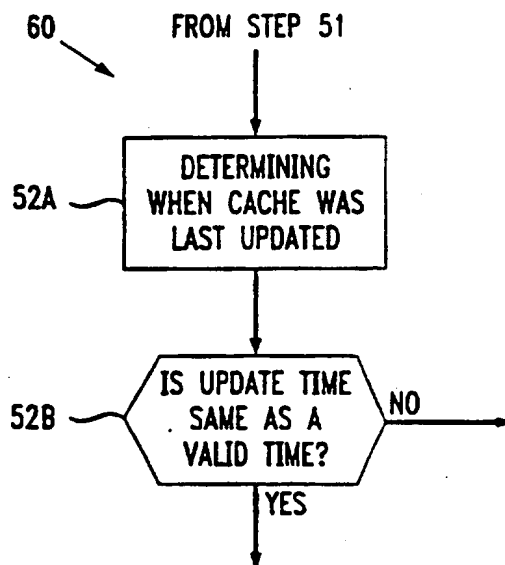 60
FROM STEP 51
52A
DETERMINING
WHEN CACHE WAS
LAST UPDATED
52B
IS UPDATE TIME
SAME AS A
VALID TIME?
NO
YES